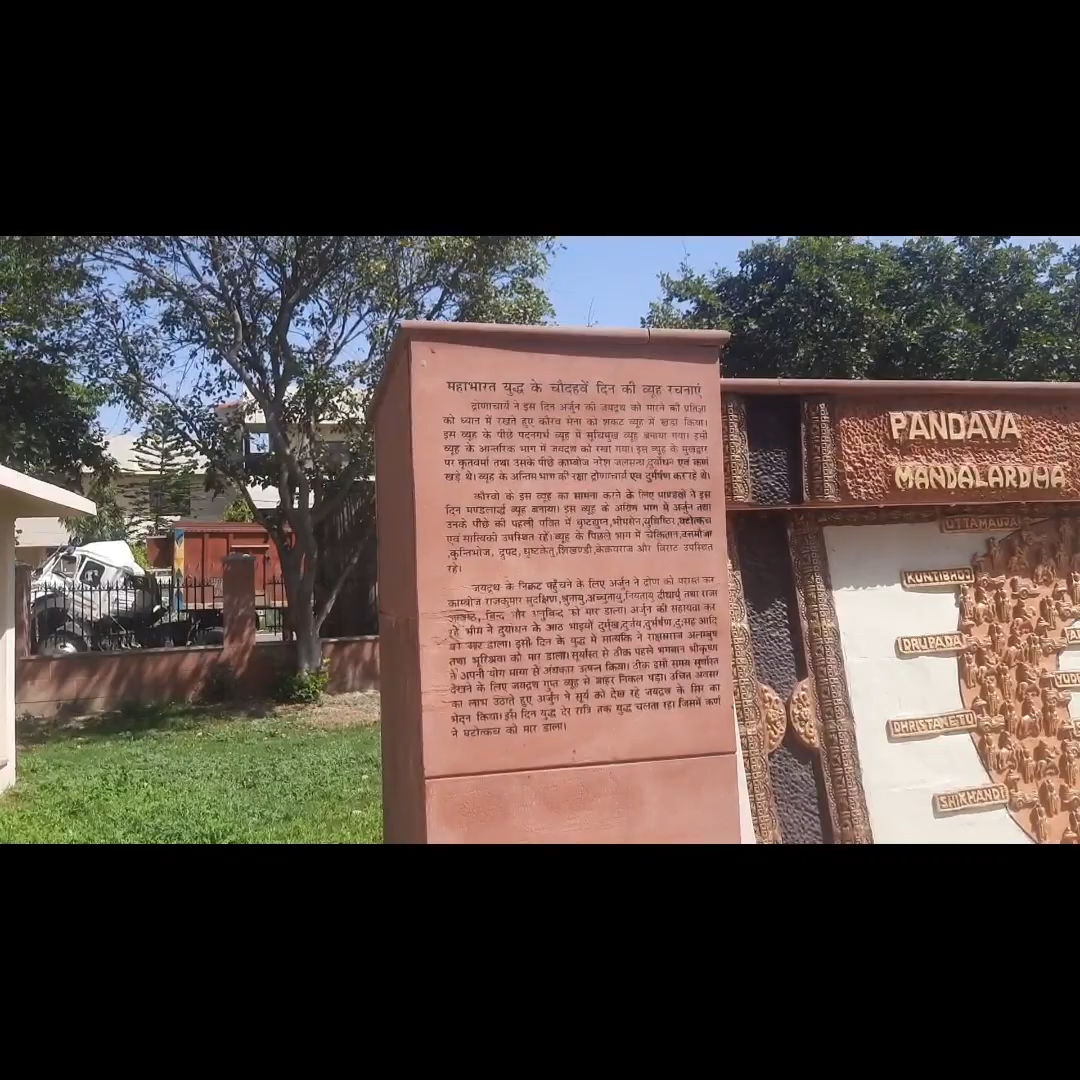 महाभारत युद्ध के चौदहवें दिन की व्यूह रचनाएं
द्रोणाचार्य ने इस दिन अर्जुन की जयद्रथ को मारने की प्रतिज्ञा
को ध्यान में रखते हुए कौरव सेना को शकट व्यूह में खड़ा किया।
इस व्यूह के पीछे पदमगर्भ व्यूह में सुचिमुख व्यूह बनाया गया। इसी
व्यूह के आन्तरिक भाग में जयद्रथ को रखा गया। इस व्यूह के मुखद्वार
पर कृतवर्मा तथा उसके पीछे काम्बोज नरेश जलसन्ध,दुर्योधन एवं कर्ण
खड़े थे। व्यूह के अन्तिम भाग की रक्षा द्रोणाचार्य एवं दुर्मर्षण कर रहे थे।
कौरवों के इस व्यूह का सामना करने के लिए पाण्डवों ने इस
दिन मण्डलार्द्ध व्यूह बनाया। इस व्यूह के अग्रिम भाग में अर्जुन तथा
उनके पीछे की पहली पंक्ति में धृष्टद्युम्न,भीमसेन,युधिष्ठिर,घटोत्कच
एवं सात्यिकी उपस्थित रहे। व्यूह के पिछले भाग में चेकितान,उत्तमौजा
,कुन्तिभोज, द्रुपद, धृष्टकेतु,शिखण्डी,केकयराज और विराट उपस्थित
रहे।
जयद्रथ के निकट पहुँचने के लिए अर्जुन ने द्रोण को परास्त कर
काम्बोज राजकुमार सुदक्षिण,श्रुतायु,अच्युतायु,नियतायु दीर्घायु तथा राजा
अम्बष्ठ, बिन्द और अनुविन्द को मार डाला। अर्जुन की सहायता कर
रहे भीम ने दुर्योधन के आठ भाइयों दुर्मुख,दुर्जय,दुर्मर्षण,दुःसह आदि
को मार डाला। इसी दिन के युद्ध में सात्यकि ने राक्षसराज अलम्बुष
तथा भूरिश्रवा को मार डाला। सूर्यास्त से ठीक पहले भगवान श्रीकृष्ण
ने अपनी योग माया से अंधकार उत्पन्न किया। ठीक इसी समय सूर्यास्त
देखने के लिए जयद्रथ गुप्त व्यूह से बाहर निकल पड़ा। उचित अवसर
का लाभ उठाते हुए अर्जुन ने सूर्य को देख रहे जयद्रथ के सिर का
भेदन किया। इस दिन युद्ध देर रात्रि तक युद्ध चलता रहा जिसमें कर्ण
ने घटोत्कच को मार डाला।
PANDAVA
MANDALARDHA
UTTAMAUJA
KUNTIBHOJ
DRUPADA
DHRISTAKETU
SHIKHANDI